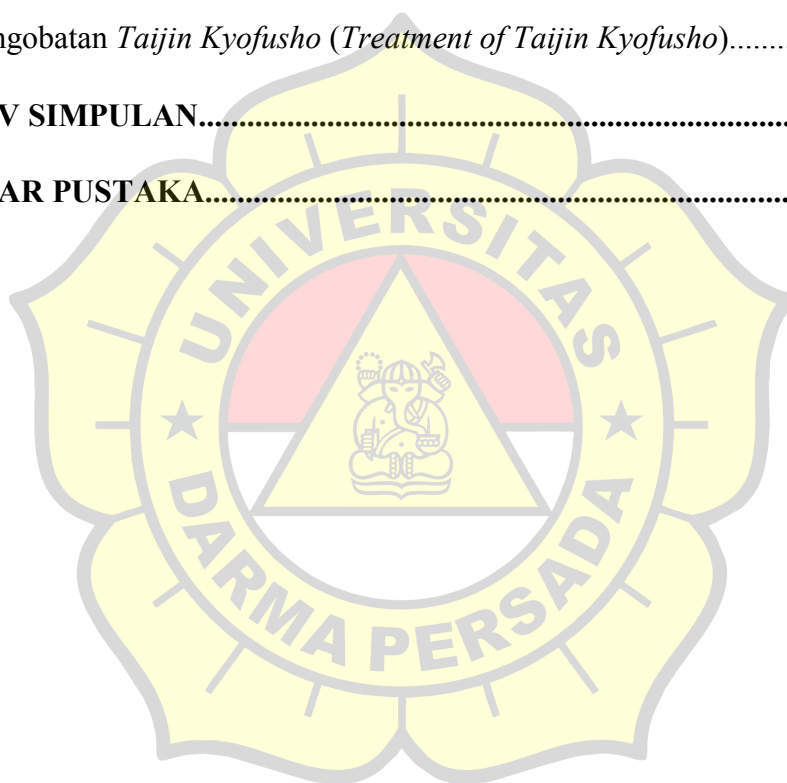 ngobatan Taijin Kyofusho (Treatment of Taijin Kyofusho)........
V SIMPULAN..........................................................................
AR PUSTAKA.........................................................................
UNIVERSITAS
DARMA PERSADA